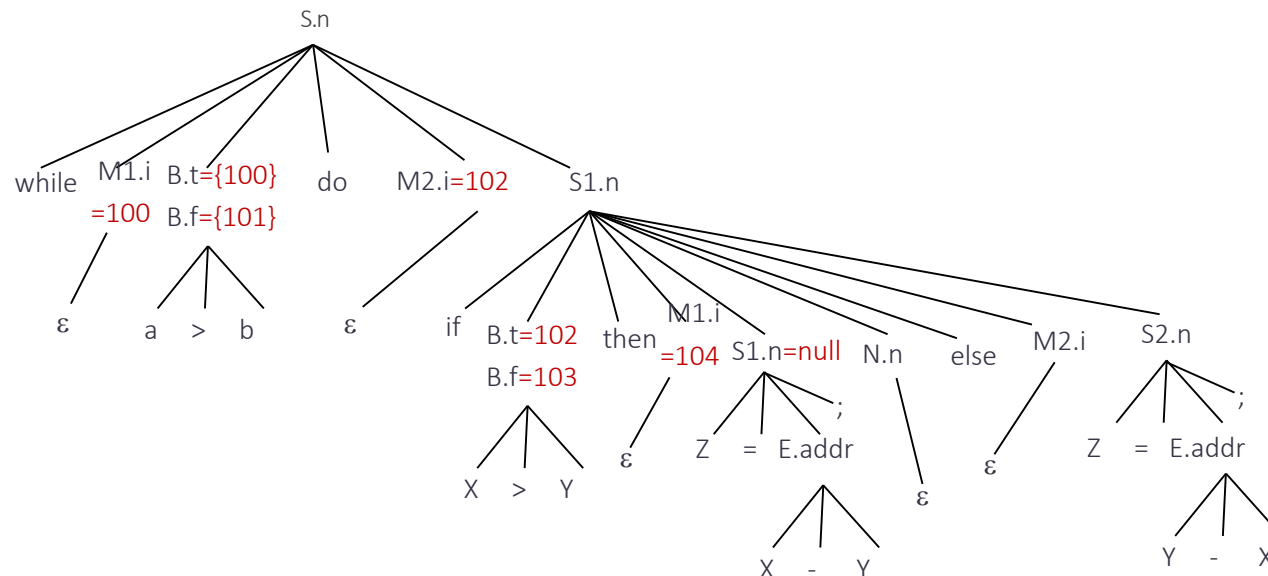 S.n
while M1.i B.t={100} do M2.i=102 S1.n
=100 B.f={101}
ε a > b ε if B.t=102 then M1.i S1.n=null N.n else M2.i S2.n
B.f=103 =104
; ;
X > Y ε Z = E.addr ε ε Z = E.addr
X - Y Y - X